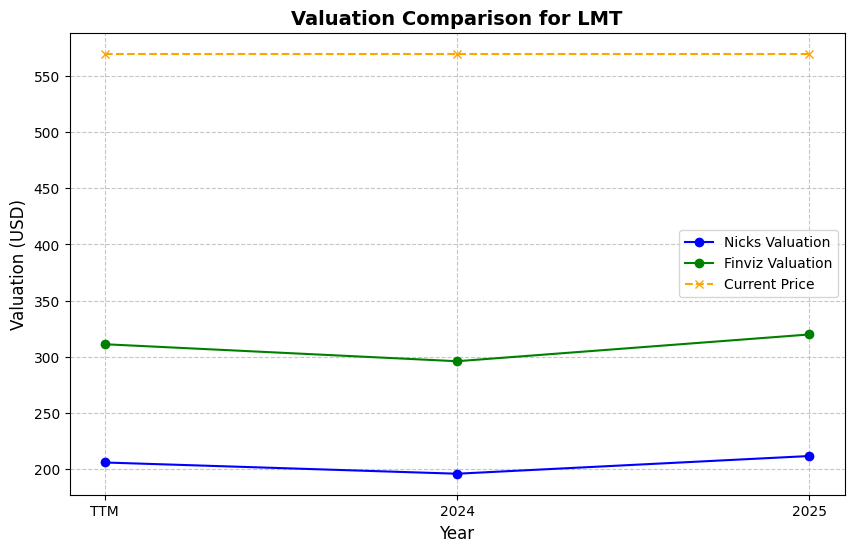 Valuation Comparison for LMT
Valuation (USD)
550
500
450
400
350
300
250
200
Nicks Valuation
Finviz Valuation
Current Price
TTM
2024
2025
Year